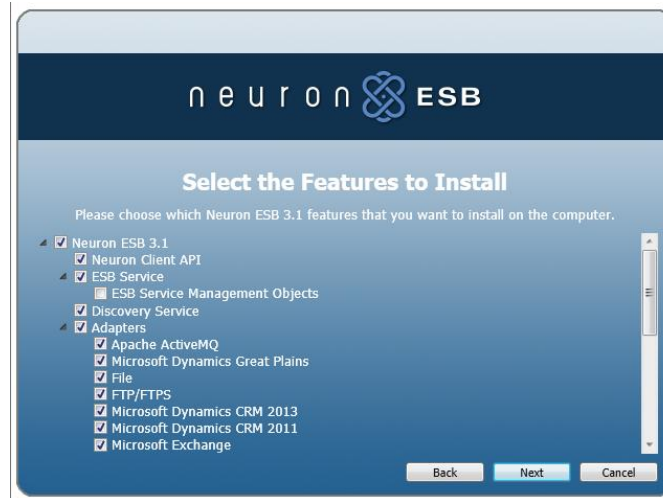 neuron ESB
Select the Features to Install
Please choose which Neuron ESB 3.1 features that you want to install on the computer.
Neuron ESB 3.1
Neuron Client API
ESB Service
ESB Service Management Objects
Discovery Service
Adapters
Apache ActiveMQ
Microsoft Dynamics Great Plains
File
FTP/FTPS
Microsoft Dynamics CRM 2013
Microsoft Dynamics CRM 2011
Microsoft Exchange
Back Next Cancel